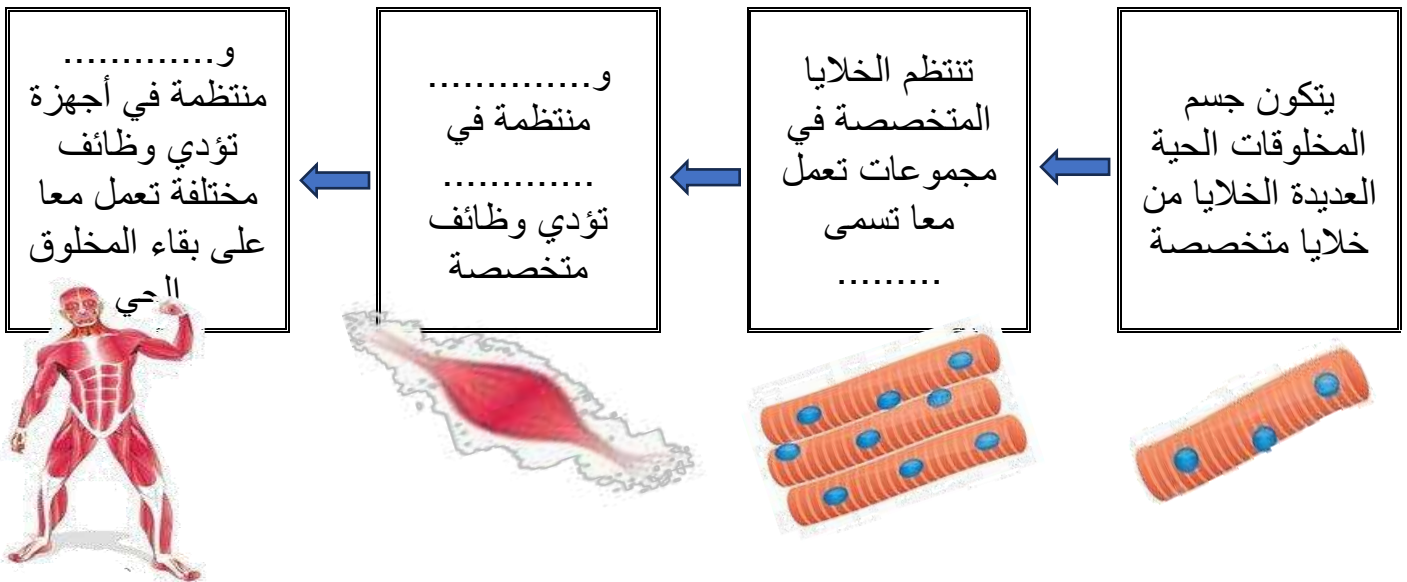 يتكون جسم
المخلوقات الحية
العديدة الخلايا من
خلايا متخصصة
تنتظم الخلايا
المتخصصة في
مجموعات تعمل
معا تسمى
.........
و..............
منتظمة في
.............
تؤدي وظائف
متخصصة
و.............
منتظمة في أجهزة
تؤدي وظائف
مختلفة تعمل معا
على بقاء المخلوق
الحي